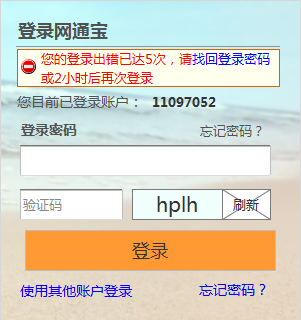 登录网通宝
您的登录出错已达5次，请找回登录密码
或2小时后再次登录
您目前已登录账户： 11097052
登录密码 忘记密码？
验证码 hplh 刷新
登录
使用其他账户登录 忘记密码？